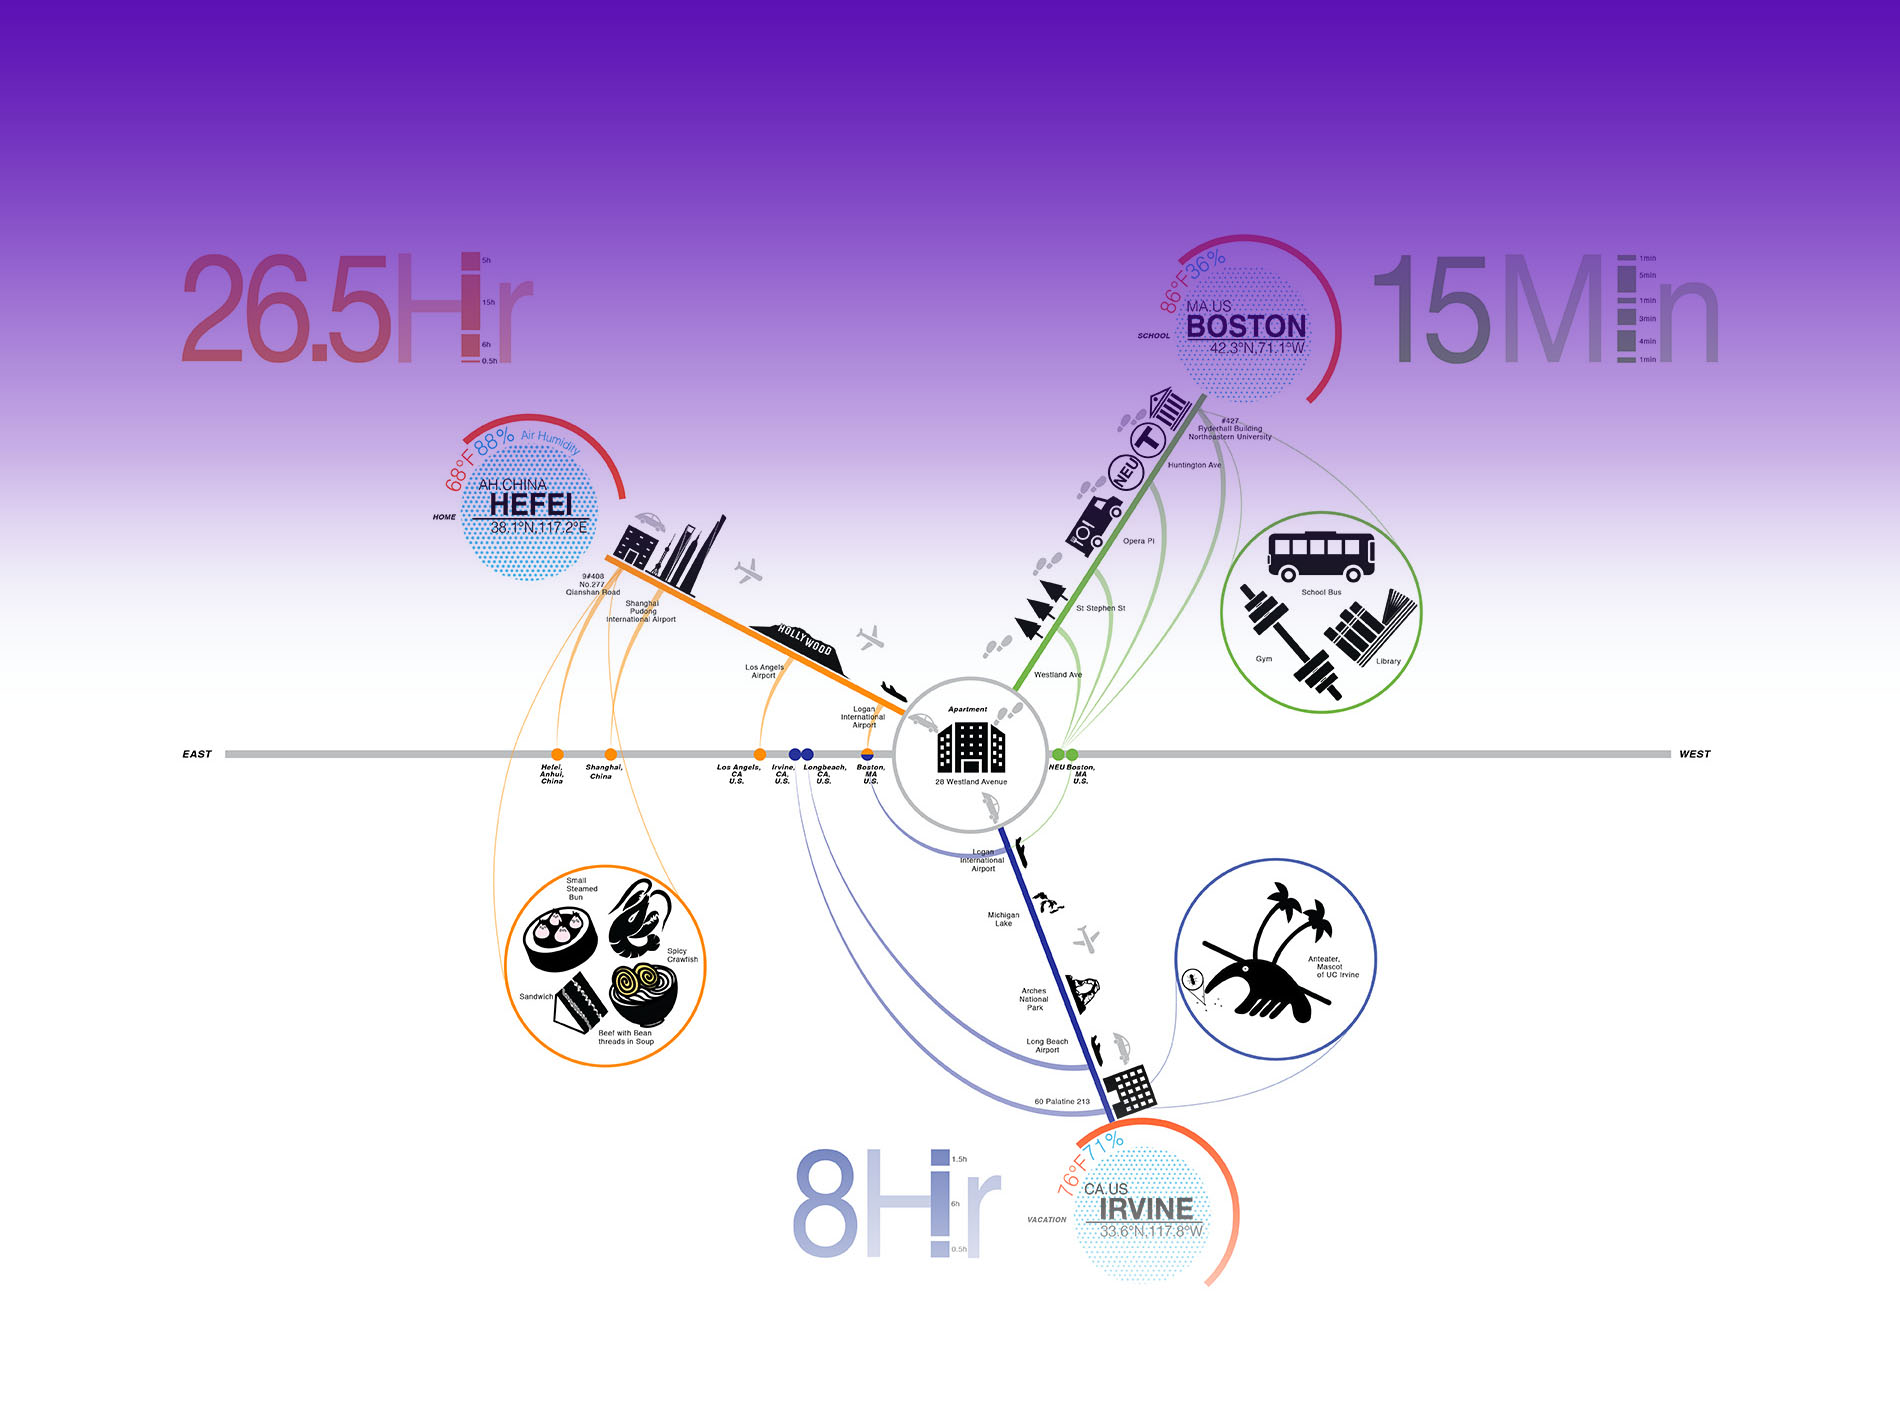 26.5Hr
5h
15h
6h
0.5h
86°F 36%
MA.US
BOSTON
42.3°N,71.1°W
SCHOOL
15Min
1min
5min
1min
3min
4min
1min
68°F 88% Air Humidity
AH.CHINA
HEFEI
38.1°N,117.2°E
HOME
9#408
No.277
Qianshan Road
Shanghai
Pudong
International Airport
HOLLYWOOD
Los Angels
Airport
Logan
International
Airport
#427
Ryderhall Building
Northeastern University
T
Huntington Ave
NEU
Opera Pl
St Stephen St
Westland Ave
School Bus
Gym
Library
Apartment
28 Westland Avenue
EAST
WEST
Hefei,
Anhui,
China
Shanghai,
China
Los Angels,
CA
U.S.
Irvine,
CA.
U.S.
Longbeach,
CA,
U.S.
Boston,
MA
U.S.
NEU
Boston,
MA
U.S.
Logan
International
Airport
Michigan
Lake
Arches
National
Park
Long Beach
Airport
60 Palatine 213
Small
Steamed
Bun
Spicy
Crawfish
Sandwich
Beef with Bean
threads in Soup
Anteater,
Mascot
of UC Irvine
8Hr
1.5h
6h
0.5h
76°F 71%
CA.US
IRVINE
33.6°N,117.8°W
VACATION